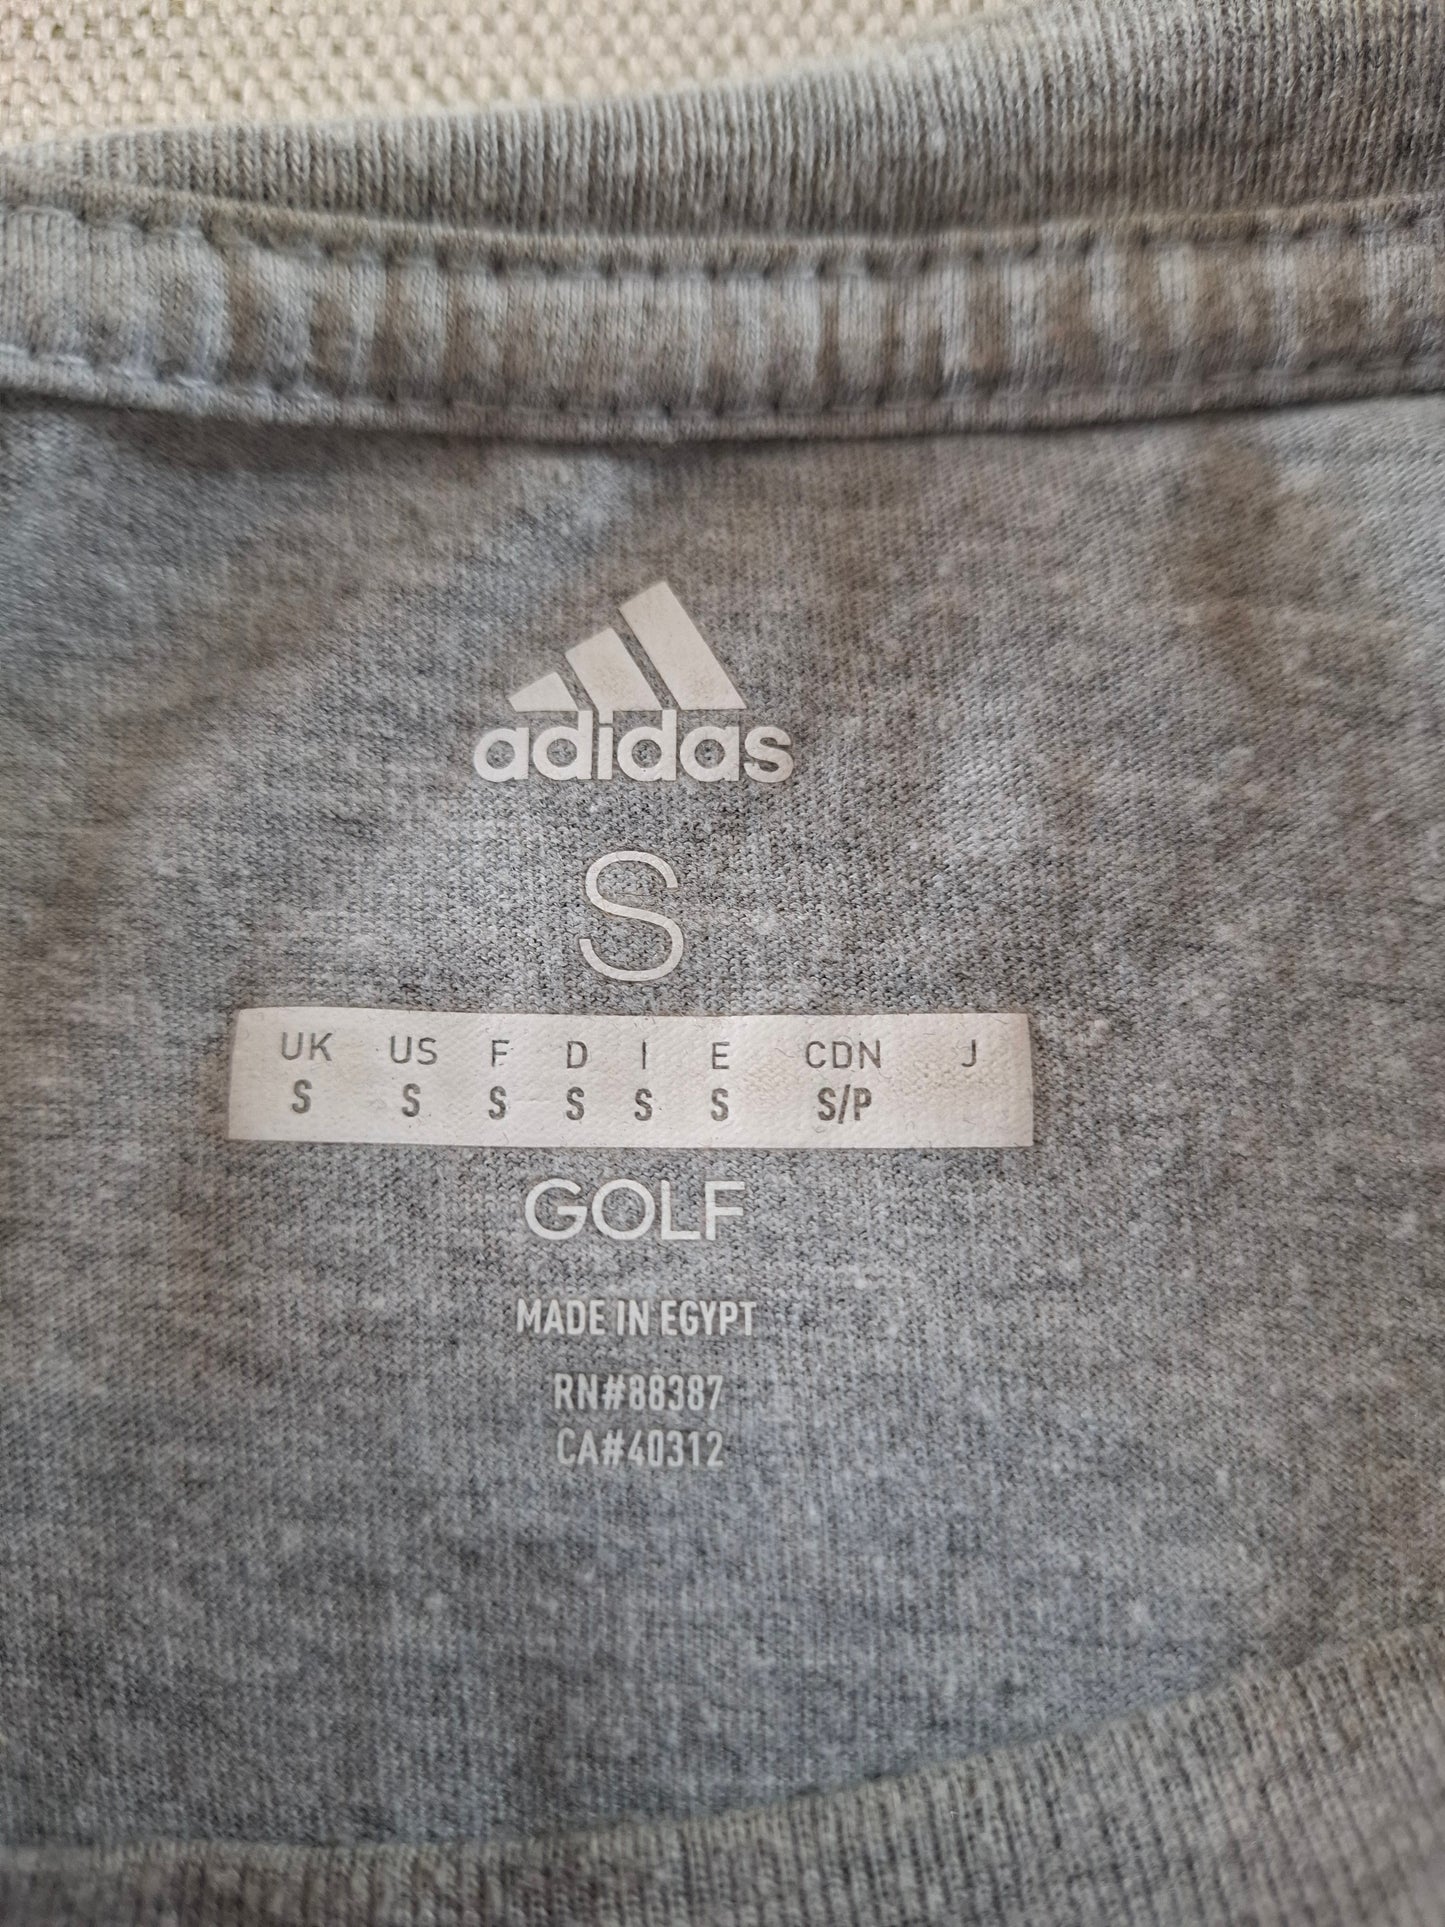 adidas
S
UK US F D I E CDN J
S S S S S S S/P
GOLF
MADE IN EGYPT
RN#88387
CA#40312